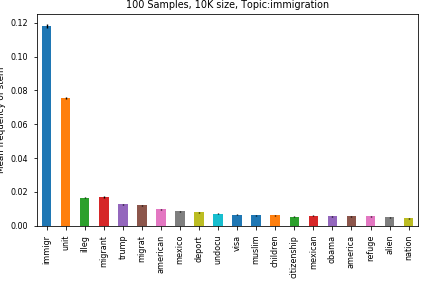 100 Samples, 10K size, Topic:immigration
Mean frequency of stem
0.12
0.10
0.08
0.06
0.04
0.02
0.00
immigr
unit
illeg
migrant
trump
migrat
american
mexico
deport
undocu
visa
muslim
children
citizenship
mexican
obama
america
refuge
alien
nation